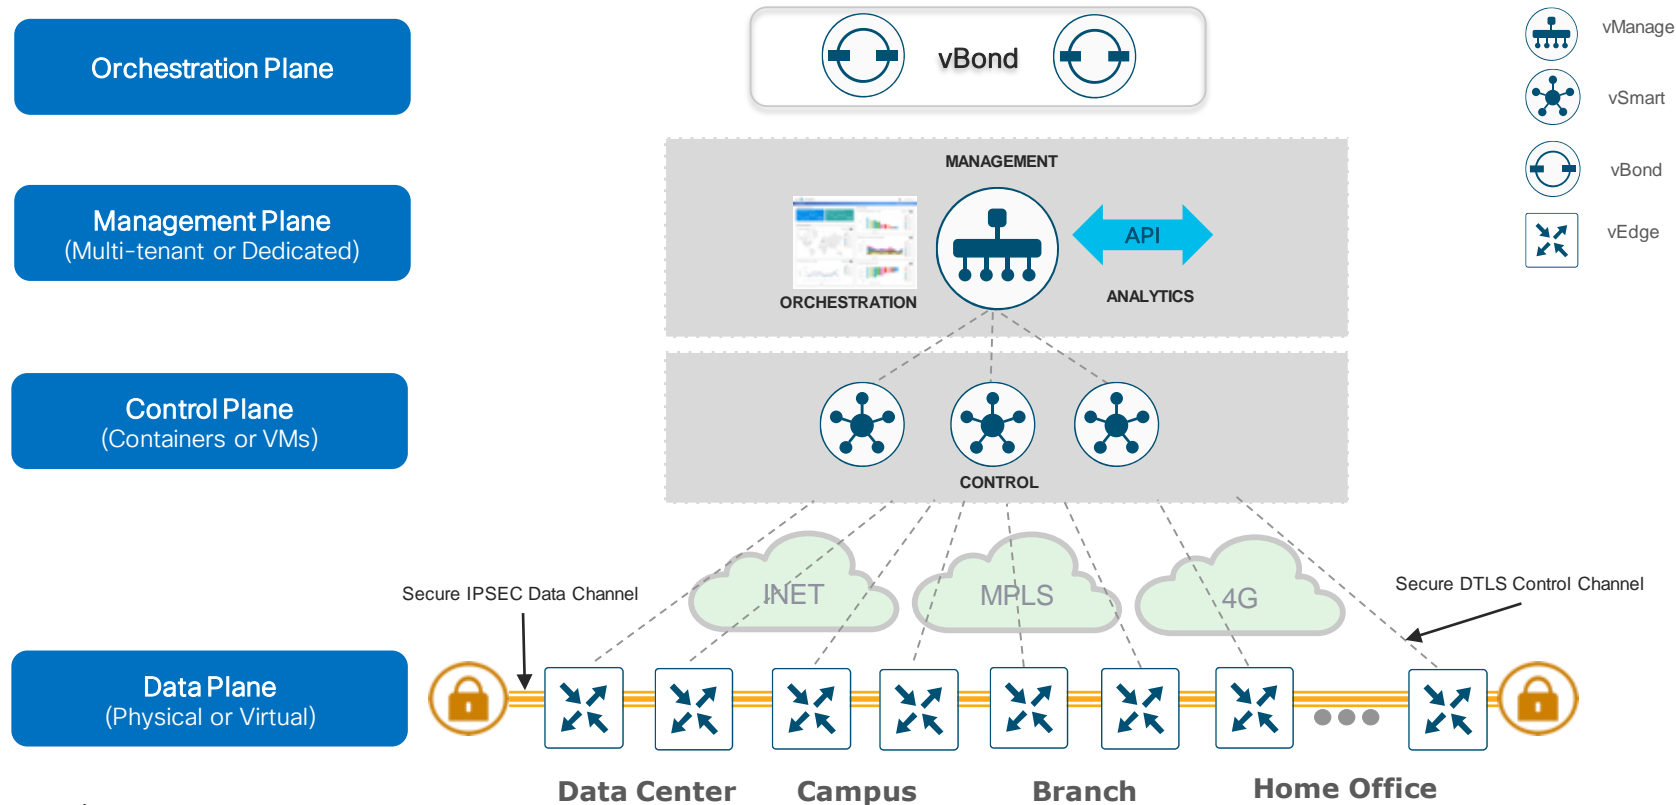 Orchestration Plane
vBond
vManage
vSmart
vBond
vEdge
Management Plane
(Multi-tenant or Dedicated)
MANAGEMENT
API
ORCHESTRATION
ANALYTICS
Control Plane
(Containers or VMs)
CONTROL
INET
MPLS
4G
Secure IPSEC Data Channel
Secure DTLS Control Channel
Data Plane
(Physical or Virtual)
Data Center
Campus
Branch
Home Office